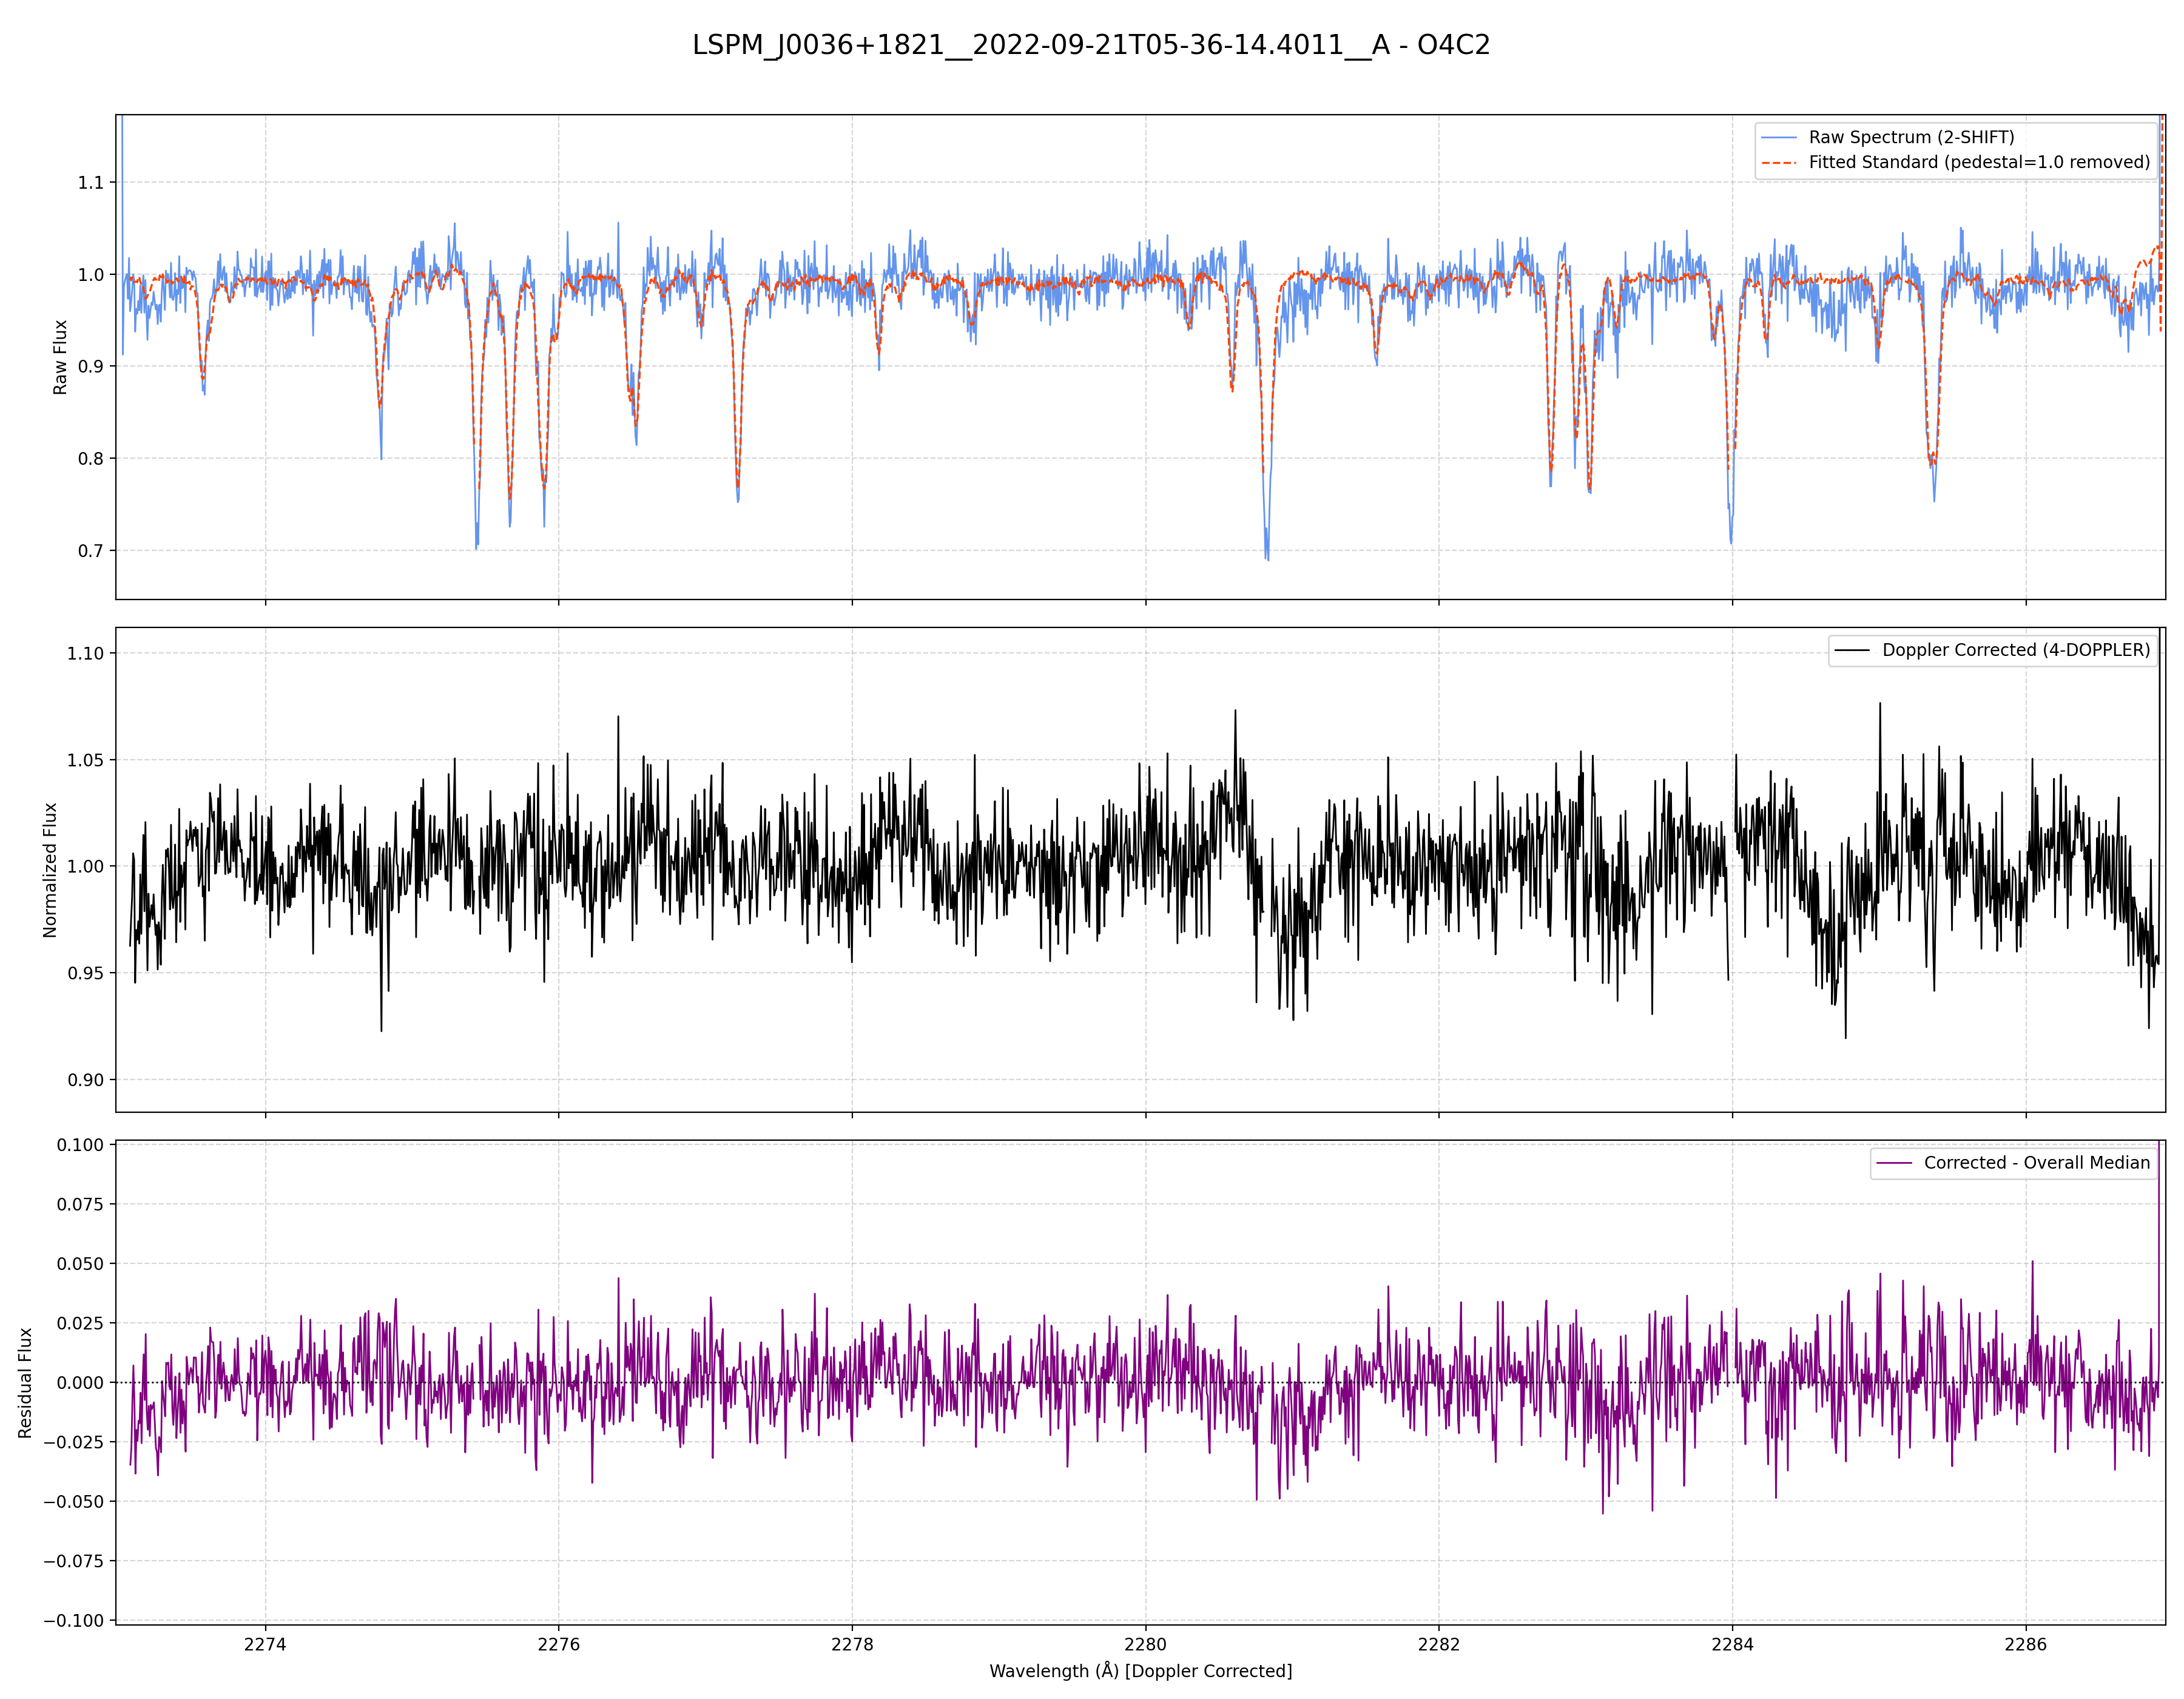 LSPM_J0036+1821__2022-09-21T05-36-14.4011__A - O4C2
Raw Spectrum (2-SHIFT)
Fitted Standard (pedestal=1.0 removed)
1.1
1.0
0.9
0.8
0.7
Raw Flux
Doppler Corrected (4-DOPPLER)
1.10
1.05
1.00
0.95
0.90
Normalized Flux
Corrected - Overall Median
0.100
0.075
0.050
0.025
0.000
−0.025
−0.050
−0.075
−0.100
Residual Flux
2274 2276 2278 2280 2282 2284 2286
Wavelength (Å) [Doppler Corrected]